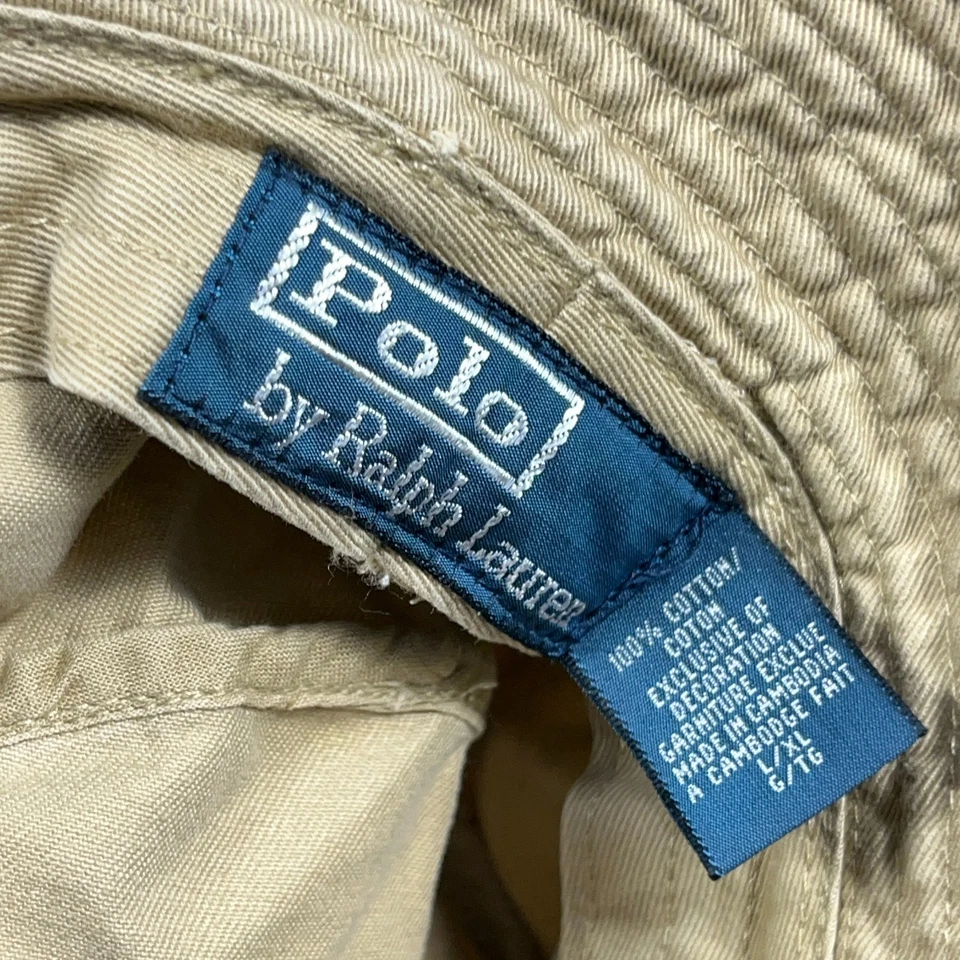 Polo
by Ralph Lauren
100% COTTON/
COTON
EXCLUSIVE OF
DECORATION
GARNITURE EXCLUE
MADE IN CAMBODIA
A CAMBODGE FAIT
L/XL
G/TG